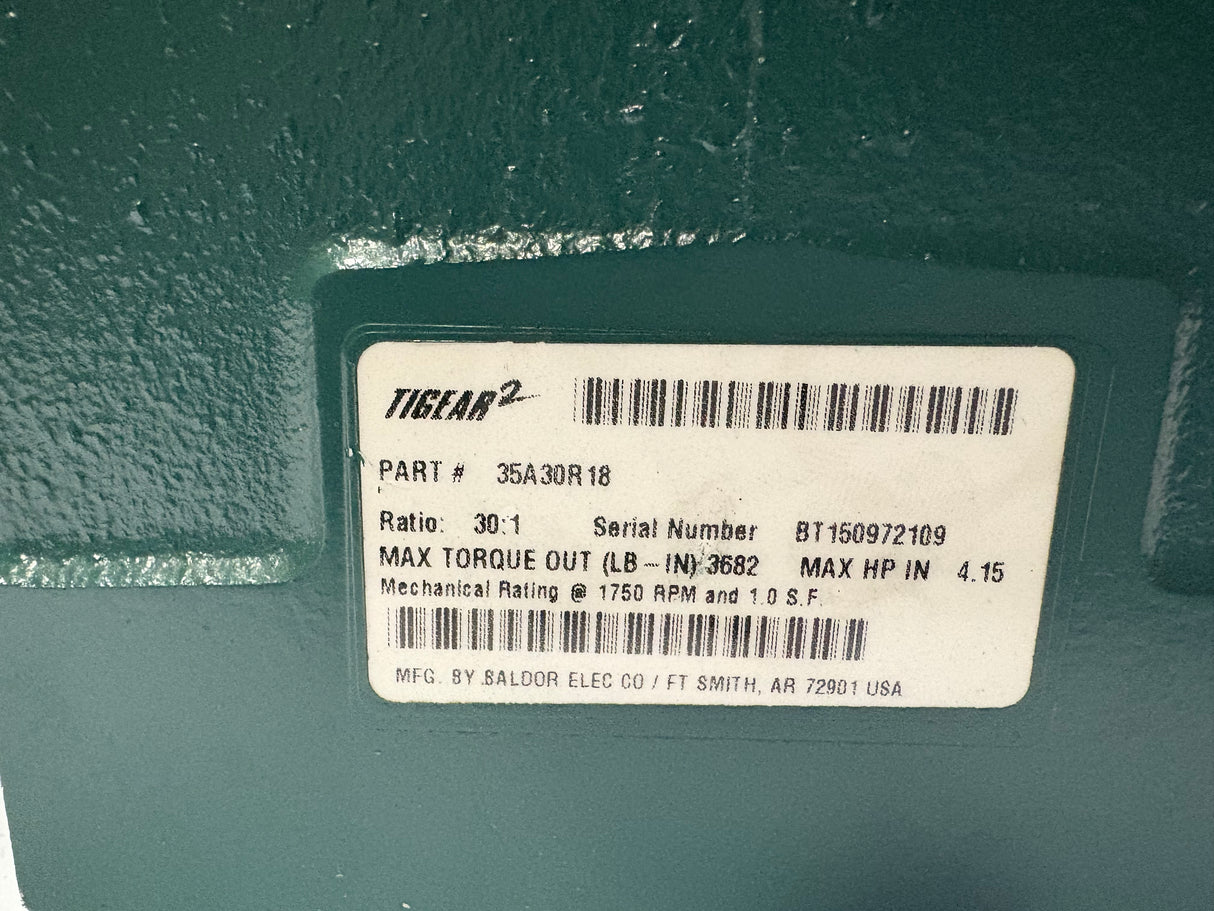 TIGEAR2
PART # 35A30R18
Ratio: 30:1 Serial Number BT150972109
MAX TORQUE OUT (LB-IN) 3682 MAX HP IN 4.15
Mechanical Rating @ 1750 RPM and 1.0 S.F.
MFG. BY BALDOR ELEC CO / FT SMITH, AR 72901 USA